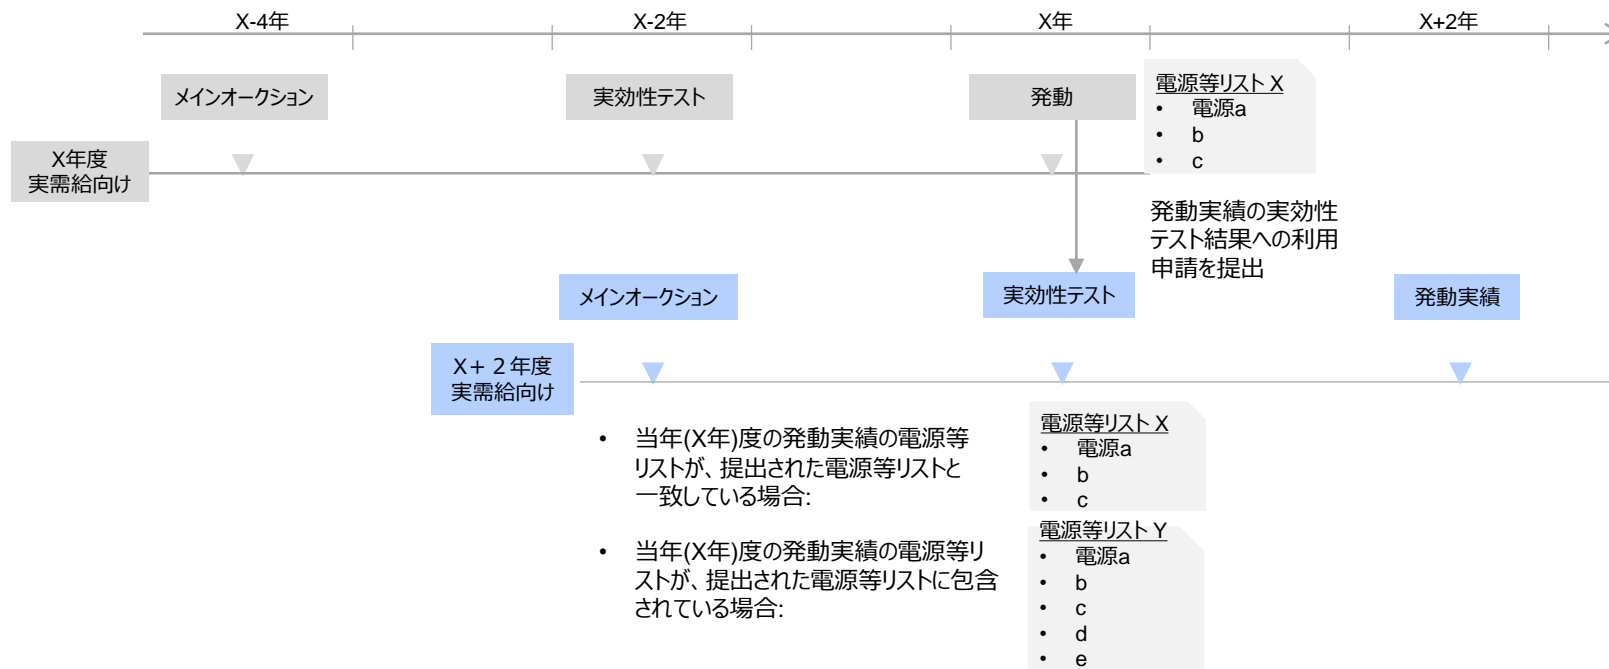 X-4年
X-2年
X年
X+2年
メインオークション
実効性テスト
発動
電源等リスト X
• 電源a
• b
• c
X年度
実需給向け
発動実績の実効性
テスト結果への利用
申請を提出
メインオークション
実効性テスト
発動実績
X+２年度
実需給向け
• 当年(X年)度の発動実績の電源等
リストが、提出された電源等リストと
一致している場合:
電源等リスト X
• 電源a
• b
• c
• 当年(X年)度の発動実績の電源等リ
ストが、提出された電源等リストに包含
されている場合:
電源等リスト Y
• 電源a
• b
• c
• d
• e